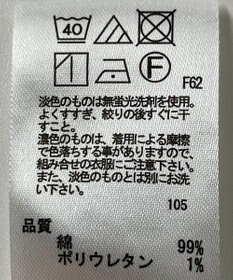 40
F
F62
淡色のものは無蛍光洗剤を使用。
よくすすぎ、絞りの後すぐに干
すこと。
濃色のものは、着用による摩擦
で色落ちする事がありますので、
組み合せの衣服にご注意下さい。
また、淡色のものとは別にお洗
い下さい。
105
品質
綿 99%
ポリウレタン 1%